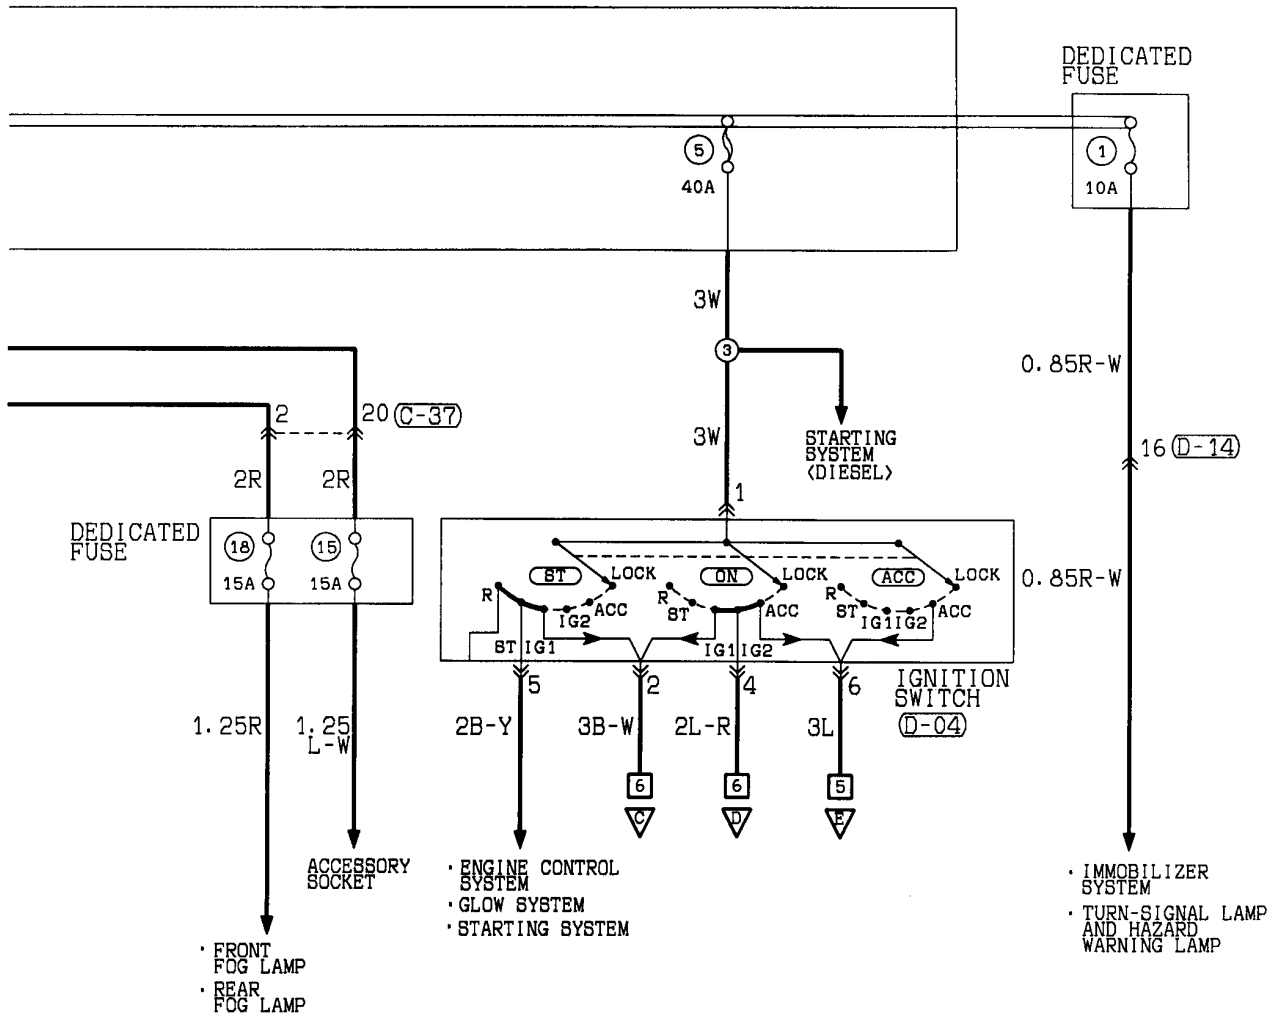 DEDICATED
FUSE
5
40A
1
10A
3W
3
0.85R-W
2
20
C-37
3W
STARTING
SYSTEM
<DIESEL>
16
D-14
2R
2R
1
DEDICATED
FUSE
18
15
15A
15A
ST
LOCK
ON
LOCK
ACC
LOCK
0.85R-W
R
IG2
ACC
R
ST
ACC
R
ST
IG1
IG2
ACC
ST
IG1
IG1
IG2
5
2
4
6
IGNITION
SWITCH
D-04
1.25R
1.25
L-W
2B-Y
3B-W
2L-R
3L
6
6
5
C
D
E
ACCESSORY
SOCKET
· ENGINE CONTROL
SYSTEM
· GLOW SYSTEM
· STARTING SYSTEM
· IMMOBILIZER
SYSTEM
· TURN-SIGNAL LAMP
AND HAZARD
WARNING LAMP
· FRONT
FOG LAMP
· REAR
FOG LAMP